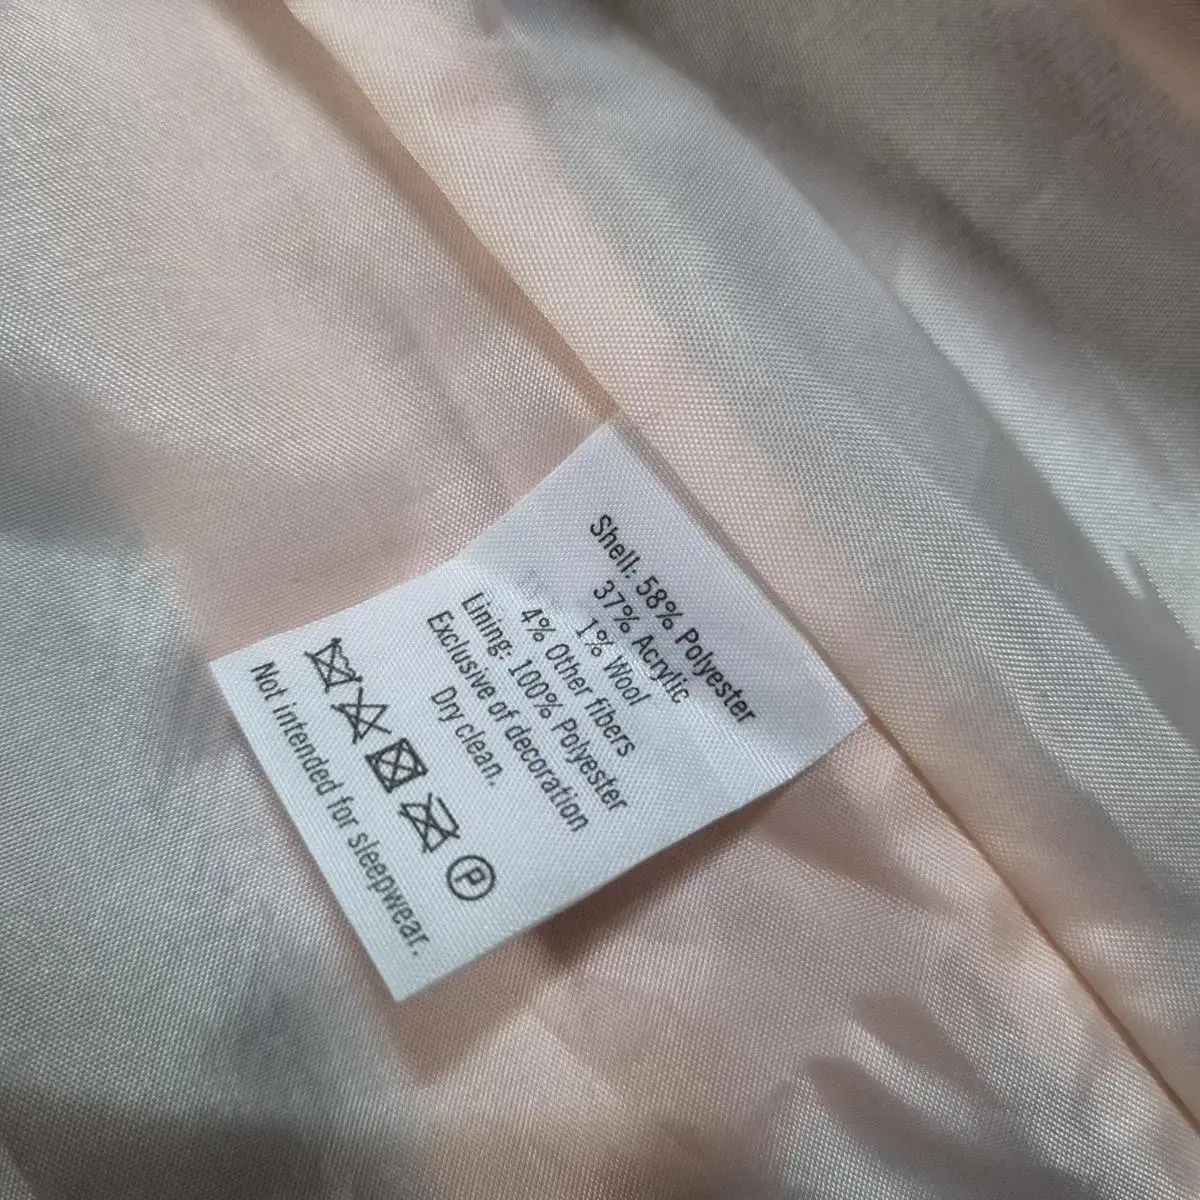 Shell: 58% Polyester
37% Acrylic
1% Wool
4% Other fibers
Lining: 100% Polyester
Exclusive of decoration
Dry clean.
P
Not intended for sleepwear.